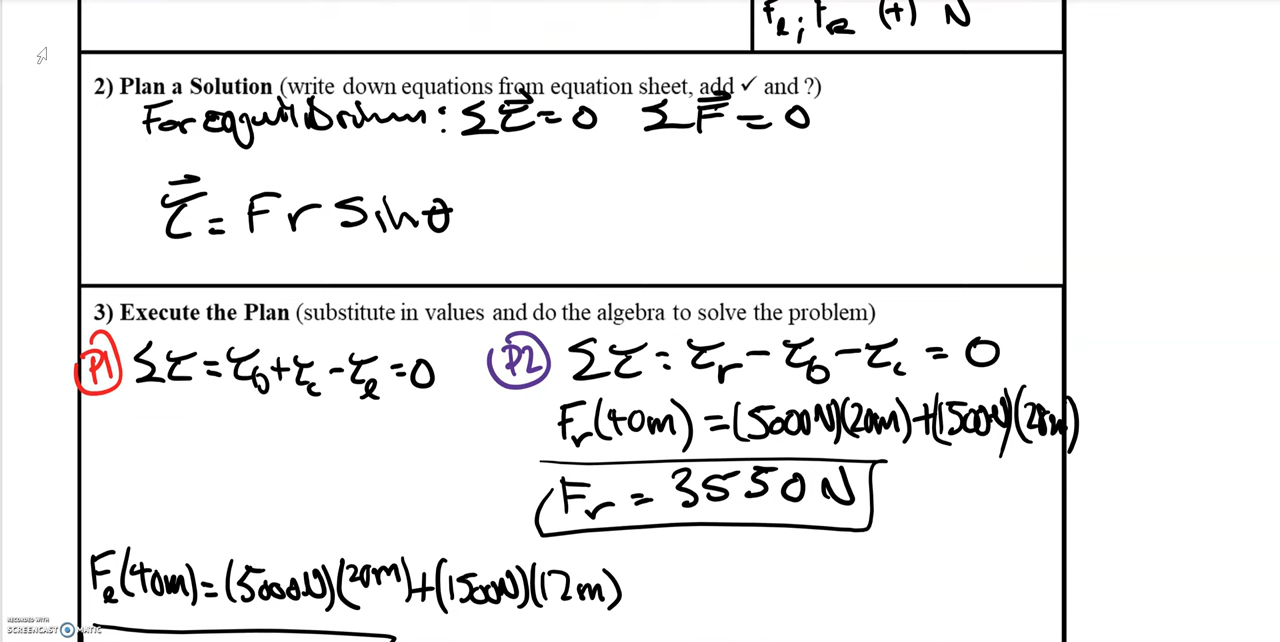 F_l ; F_R (+) N
2) Plan a Solution (write down equations from equation sheet, add ✓ and ?)
For equilibrium: Στ⃗ = 0 ΣF⃗ = 0
τ⃗ = F r sin θ
3) Execute the Plan (substitute in values and do the algebra to solve the problem)
P1 Στ = τ_b + τ_c - τ_l = 0
P2 Στ = τ_r - τ_b - τ_c = 0
F_r (40m) = (5000N)(20m) + (1500N)(28m)
F_r = 3550 N
F_l (40m) = (5000N)(20m) + (1500N)(12m)
RECORDED WITH
SCREENCAST MATIC